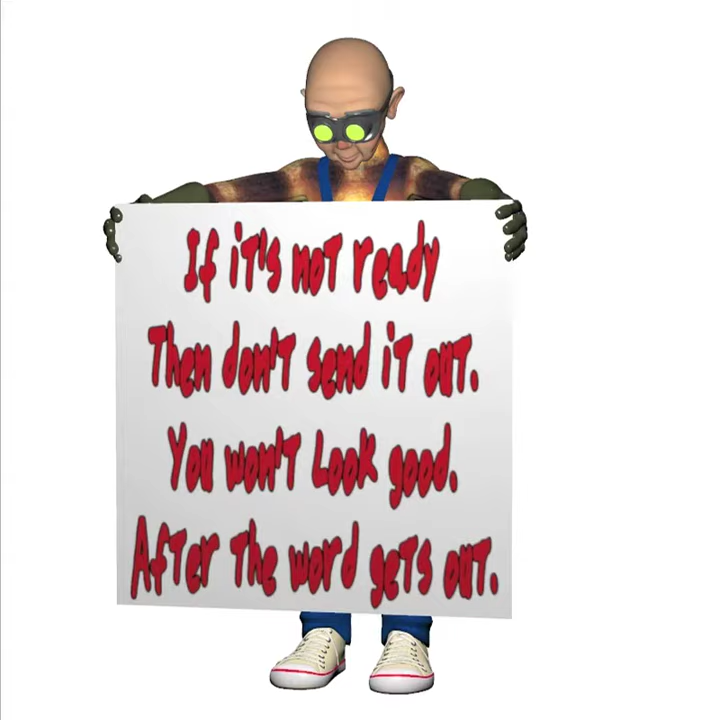 If it's not ready
Then don't send it out.
You won't Look good.
After the word gets out.